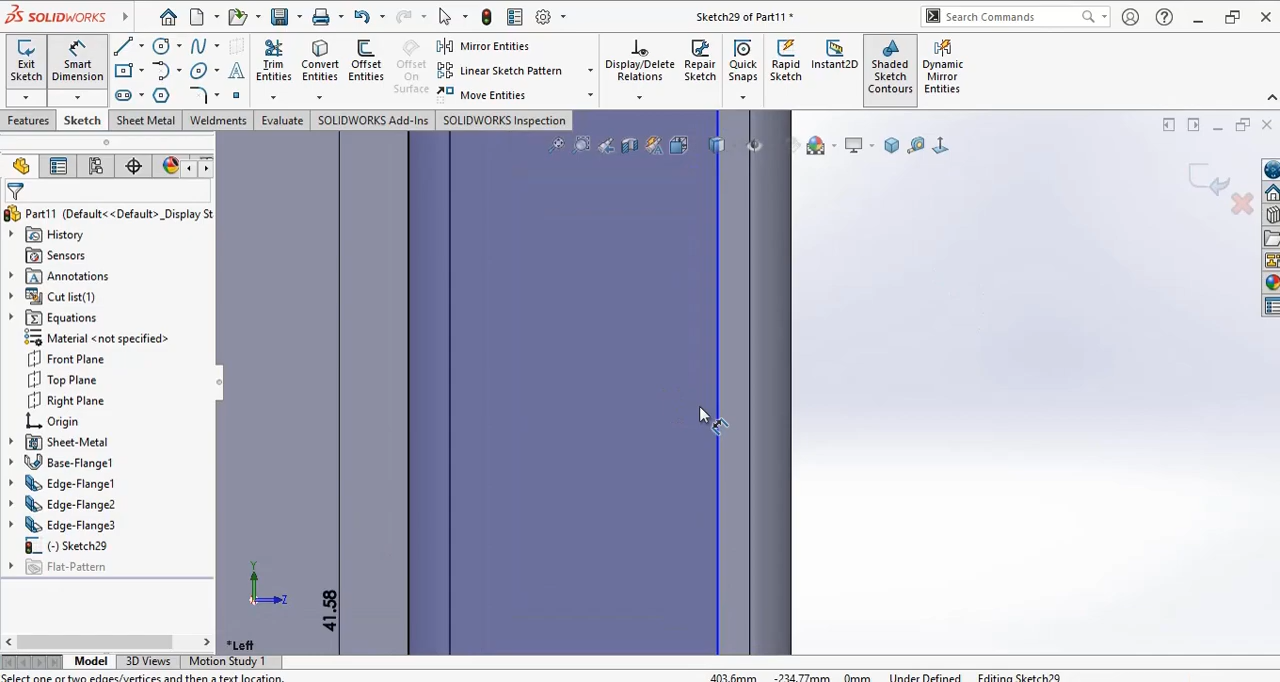 SOLIDWORKS
Sketch29 of Part11 *
Search Commands
Exit Sketch
Smart Dimension
Trim Entities
Convert Entities
Offset Entities
Offset On Surface
Mirror Entities
Linear Sketch Pattern
Move Entities
Display/Delete Relations
Repair Sketch
Quick Snaps
Rapid Sketch
Instant2D
Shaded Sketch Contours
Dynamic Mirror Entities
Features
Sketch
Sheet Metal
Weldments
Evaluate
SOLIDWORKS Add-Ins
SOLIDWORKS Inspection
Part11 (Default<<Default>_Display St
History
Sensors
Annotations
Cut list(1)
Equations
Material <not specified>
Front Plane
Top Plane
Right Plane
Origin
Sheet-Metal
Base-Flange1
Edge-Flange1
Edge-Flange2
Edge-Flange3
(-) Sketch29
Flat-Pattern
Y
Z
41.58
*Left
Model
3D Views
Motion Study 1
Select one or two edges/vertices and then a text location.
403.6mm
-234.77mm
0mm
Under Defined
Editing Sketch29